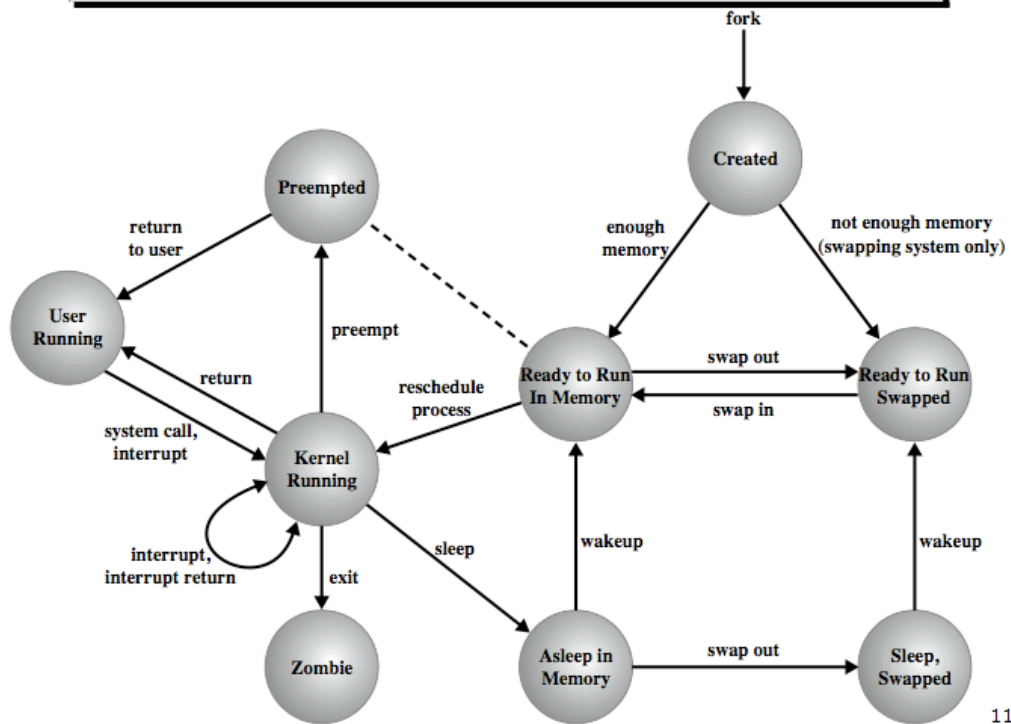 fork
Created
Preempted
return
to user
enough
memory
not enough memory
(swapping system only)
User
Running
preempt
return
swap out
Ready to Run
In Memory
Ready to Run
Swapped
reschedule
process
swap in
system call,
interrupt
Kernel
Running
interrupt,
interrupt return
sleep
wakeup
wakeup
exit
Zombie
Asleep in
Memory
swap out
Sleep,
Swapped
11